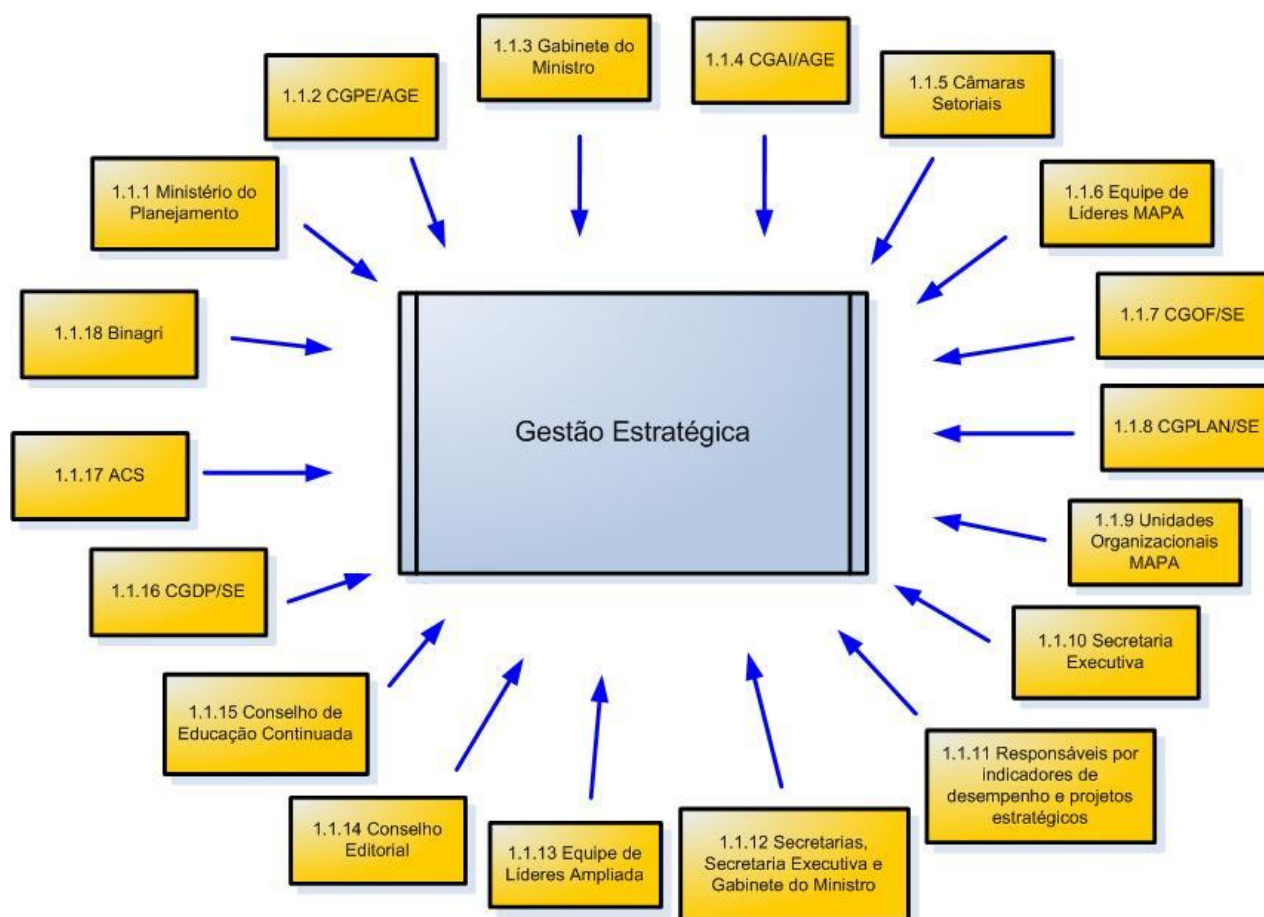 1.1.3 Gabinete do
Ministro
1.1.4 CGAI/AGE
1.1.2 CGPE/AGE
1.1.5 Câmaras
Setoriais
1.1.1 Ministério do
Planejamento
1.1.6 Equipe de
Líderes MAPA
1.1.18 Binagri
1.1.7 CGOF/SE
Gestão Estratégica
1.1.8 CGPLAN/SE
1.1.17 ACS
1.1.9 Unidades
Organizacionais
MAPA
1.1.16 CGDP/SE
1.1.10 Secretaria
Executiva
1.1.15 Conselho de
Educação Continuada
1.1.11 Responsáveis por
indicadores de
desempenho e projetos
estratégicos
1.1.14 Conselho
Editorial
1.1.13 Equipe de
Líderes Ampliada
1.1.12 Secretarias,
Secretaria Executiva e
Gabinete do Ministro